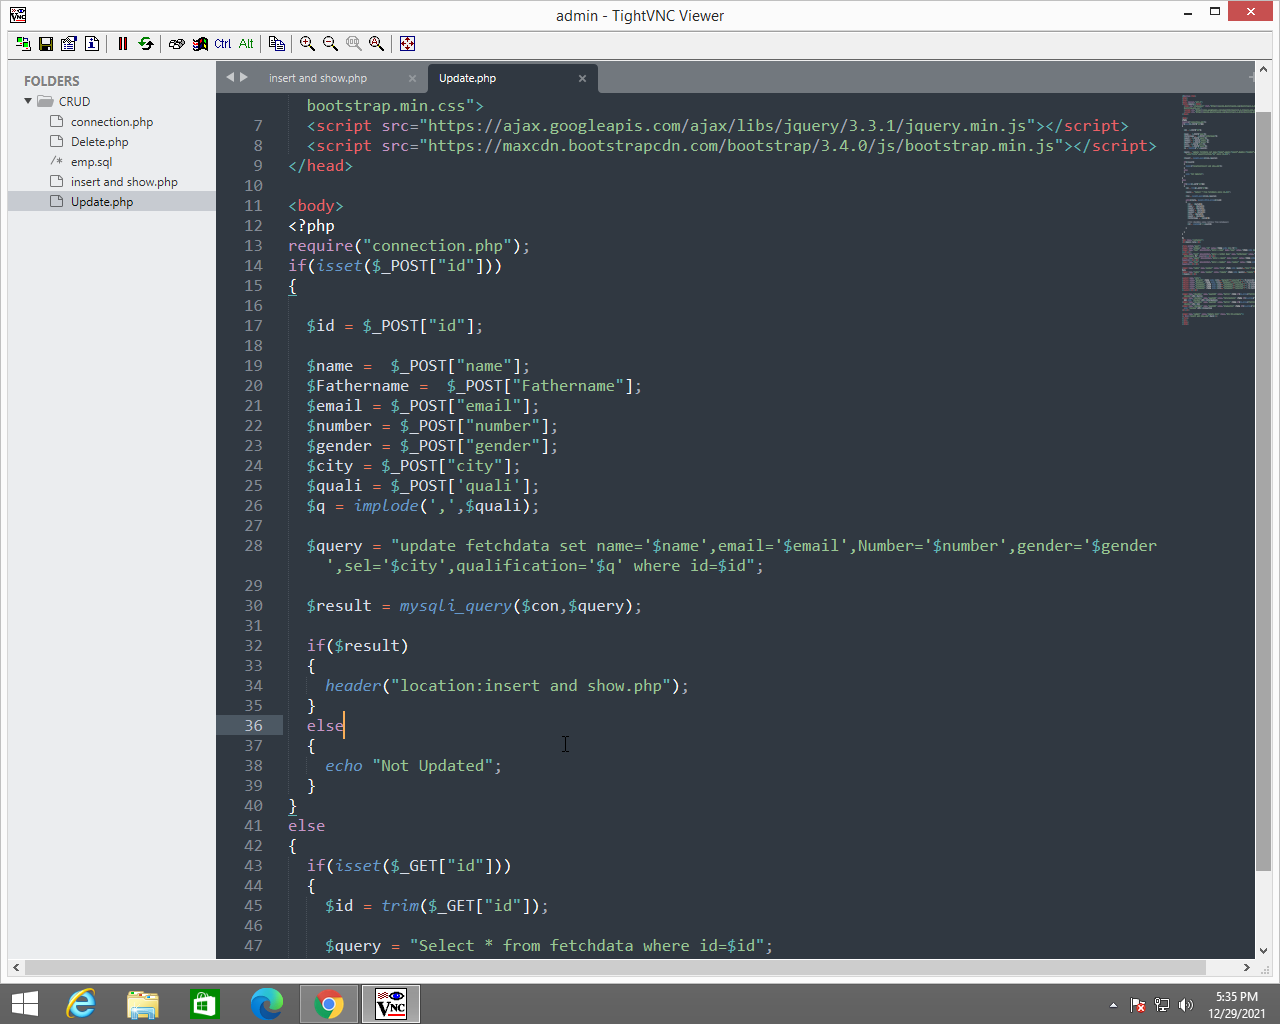 admin - TightVNC Viewer
Ctrl Alt
FOLDERS
CRUD
connection.php
Delete.php
/* emp.sql
insert and show.php
Update.php
insert and show.php ×
Update.php ×
bootstrap.min.css">
7 <script src="https://ajax.googleapis.com/ajax/libs/jquery/3.3.1/jquery.min.js"></script>
8 <script src="https://maxcdn.bootstrapcdn.com/bootstrap/3.4.0/js/bootstrap.min.js"></script>
9 </head>
10
11 <body>
12 <?php
13 require("connection.php");
14 if(isset($_POST["id"]))
15 {
16
17 $id = $_POST["id"];
18
19 $name =  $_POST["name"];
20 $Fathername =  $_POST["Fathername"];
21 $email = $_POST["email"];
22 $number = $_POST["number"];
23 $gender = $_POST["gender"];
24 $city = $_POST["city"];
25 $quali = $_POST['quali'];
26 $q = implode(',',$quali);
27
28 $query = "update fetchdata set name='$name',email='$email',Number='$number',gender='$gender
',sel='$city',qualification='$q' where id=$id";
29
30 $result = mysqli_query($con,$query);
31
32 if($result)
33 {
34 header("location:insert and show.php");
35 }
36 else
37 {
38 echo "Not Updated";
39 }
40 }
41 else
42 {
43 if(isset($_GET["id"]))
44 {
45 $id = trim($_GET["id"]);
46
47 $query = "Select * from fetchdata where id=$id";
VNC
5:35 PM
12/29/2021